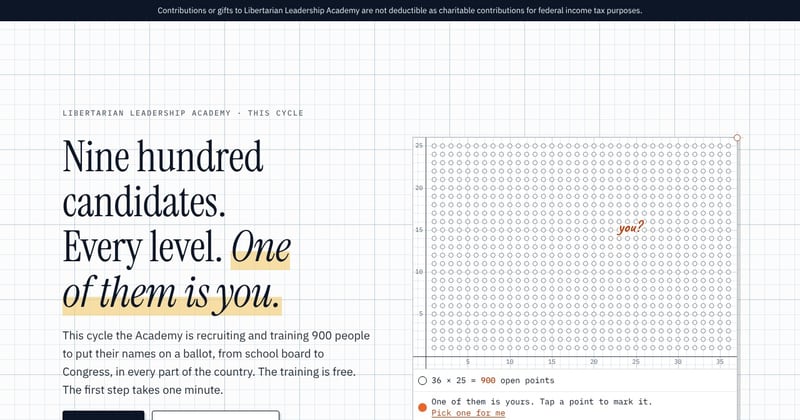 Contributions or gifts to Libertarian Leadership Academy are not deductible as charitable contributions for federal income tax purposes.
LIBERTARIAN LEADERSHIP ACADEMY · THIS CYCLE
Nine hundred
candidates.
Every level. One
of them is you.
This cycle the Academy is recruiting and training 900 people
to put their names on a ballot, from school board to
Congress, in every part of the country. The training is free.
The first step takes one minute.
25
20
you?
15
10
5
5 10 15 20 25 30 35
36 × 25 = 900 open points
One of them is yours. Tap a point to mark it.
Pick one for me